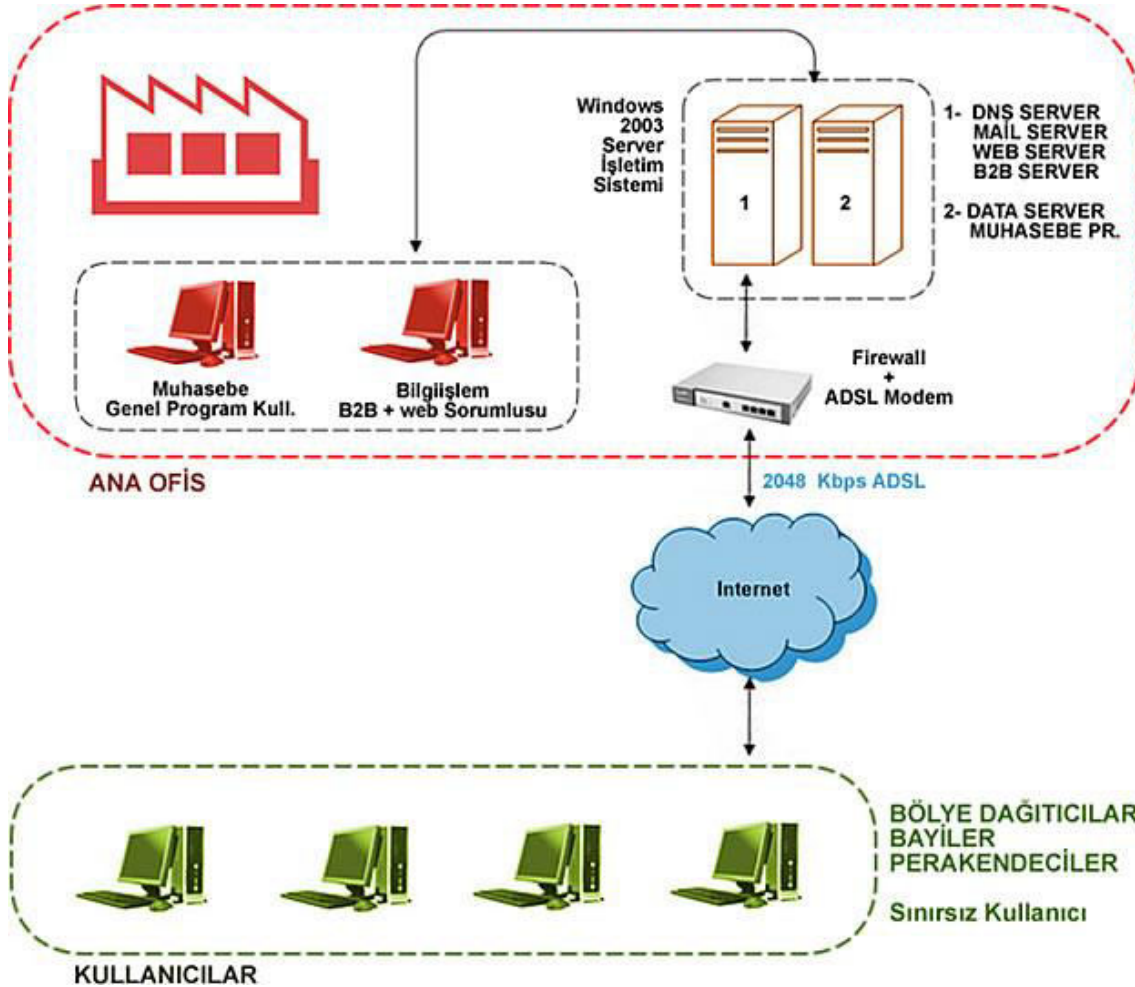 Windows
2003
Server
İşletim
Sistemi
1
2
1- DNS SERVER
MAİL SERVER
WEB SERVER
B2B SERVER
2- DATA SERVER
MUHASEBE PR.
Muhasebe
Genel Program Kull.
Bilgiişlem
B2B + web Sorumlusu
Firewall
+
ADSL Modem
ANA OFİS
2048 Kbps ADSL
Internet
BÖLYE DAĞITICILAR
BAYİLER
PERAKENDECİLER
Sınırsız Kullanıcı
KULLANICILAR